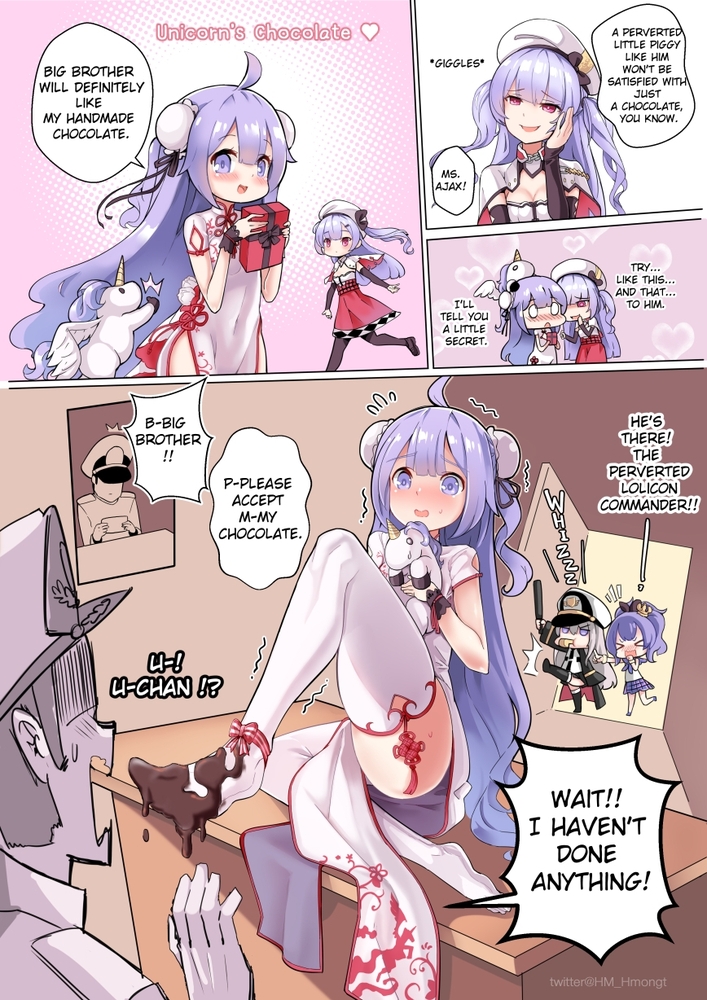 Unicorn's Chocolate ♥
BIG BROTHER
WILL DEFINITELY
LIKE
MY HANDMADE
CHOCOLATE.
A PERVERTED
LITTLE PIGGY
LIKE HIM
WON'T BE
SATISFIED WITH
JUST
A CHOCOLATE,
YOU KNOW.
*GIGGLES*
MS.
AJAX!
TRY...
LIKE THIS...
AND THAT...
TO HIM.
I'LL
TELL YOU
A LITTLE
SECRET.
B-BIG
BROTHER
!!
P-PLEASE
ACCEPT
M-MY
CHOCOLATE.
HE'S
THERE!
THE
PERVERTED
LOLICON
COMMANDER!!
WHIZZZ
U-!
U-CHAN !?
WAIT!!
I HAVEN'T
DONE
ANYTHING!
twitter@HM_Hmongt